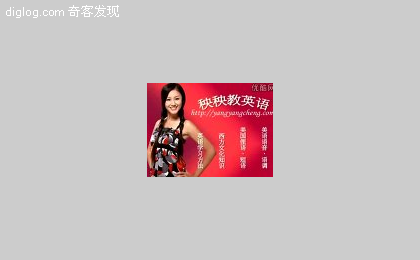 diglog.com 奇客发现
优酷网
秧秧教英语
http://yangyangcheng.com
英语学习方法
西方文化知识
美国俚语·短语
英语语音·语调